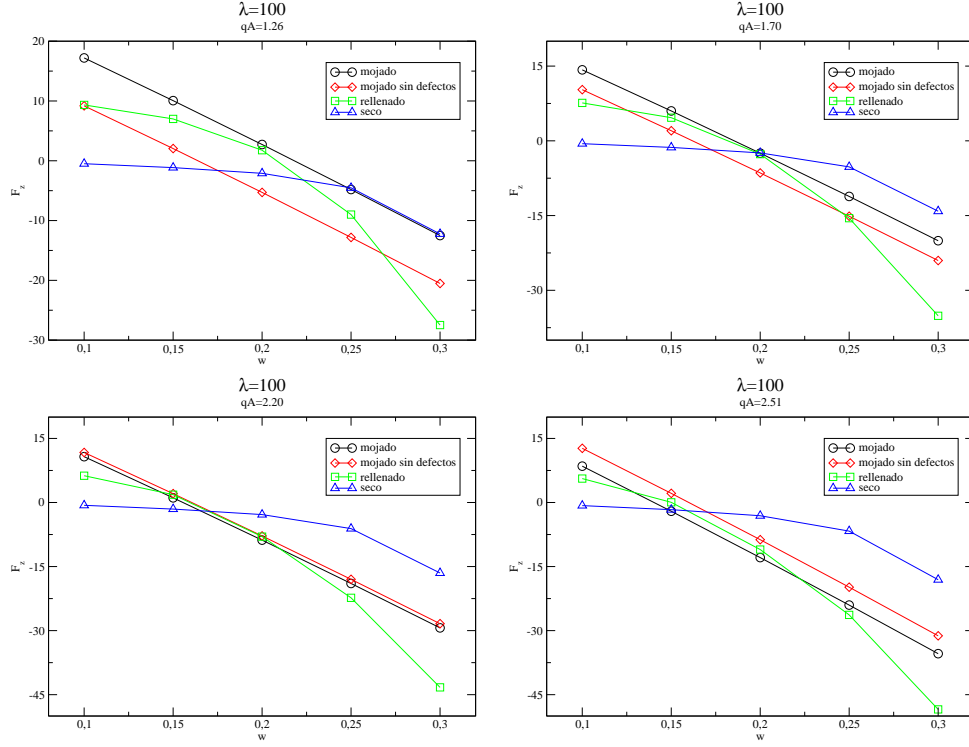 λ=100
qA=1.26
mojado
mojado sin defectos
rellenado
seco
20
10
0
-10
-20
-30
F_z
0,1 0,15 0,2 0,25 0,3
w
λ=100
qA=1.70
mojado
mojado sin defectos
rellenado
seco
15
0
-15
-30
F_z
0,1 0,15 0,2 0,25 0,3
w
λ=100
qA=2.20
mojado
mojado sin defectos
rellenado
seco
15
0
-15
-30
-45
F_z
0,1 0,15 0,2 0,25 0,3
w
λ=100
qA=2.51
mojado
mojado sin defectos
rellenado
seco
15
0
-15
-30
-45
F_z
0,1 0,15 0,2 0,25 0,3
w